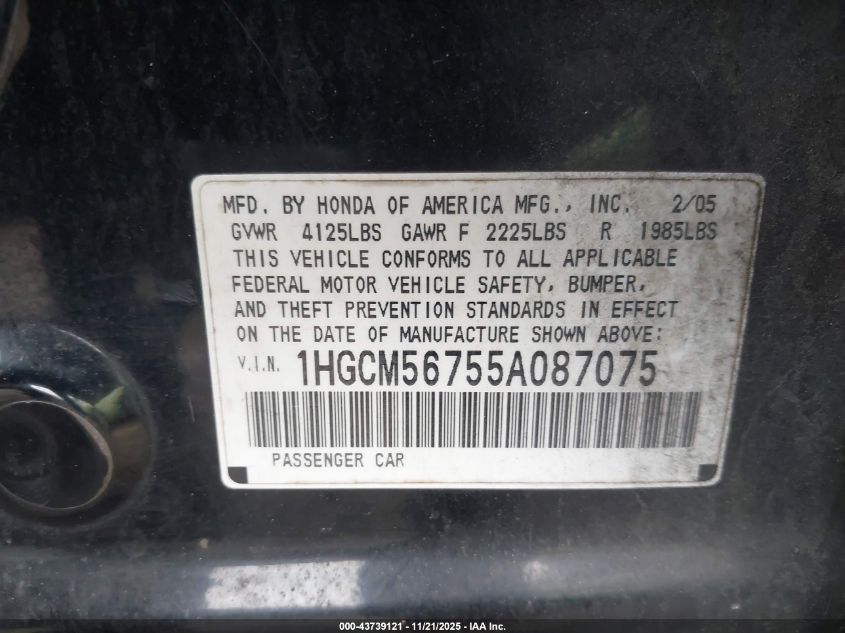 MFD. BY HONDA OF AMERICA MFG., INC. 2/05
GVWR 4125LBS GAWR F 2225LBS R 1985LBS
THIS VEHICLE CONFORMS TO ALL APPLICABLE
FEDERAL MOTOR VEHICLE SAFETY, BUMPER,
AND THEFT PREVENTION STANDARDS IN EFFECT
ON THE DATE OF MANUFACTURE SHOWN ABOVE:
V.I.N. 1HGCM56755A087075
PASSENGER CAR
000-43739121 - 11/21/2025 - IAA Inc.